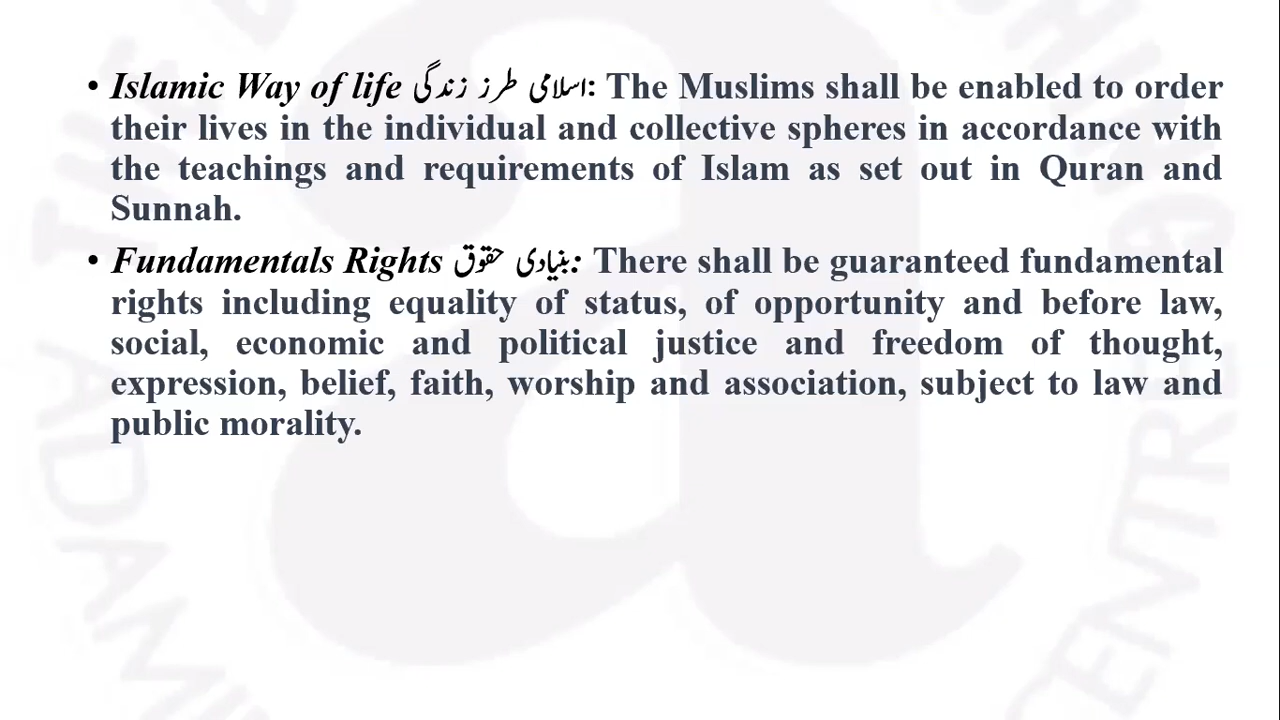 • Islamic Way of life اسلامی طرز زندگی: The Muslims shall be enabled to order
their lives in the individual and collective spheres in accordance with
the teachings and requirements of Islam as set out in Quran and
Sunnah.
• Fundamentals Rights بنیادی حقوق: There shall be guaranteed fundamental
rights including equality of status, of opportunity and before law,
social, economic and political justice and freedom of thought,
expression, belief, faith, worship and association, subject to law and
public morality.